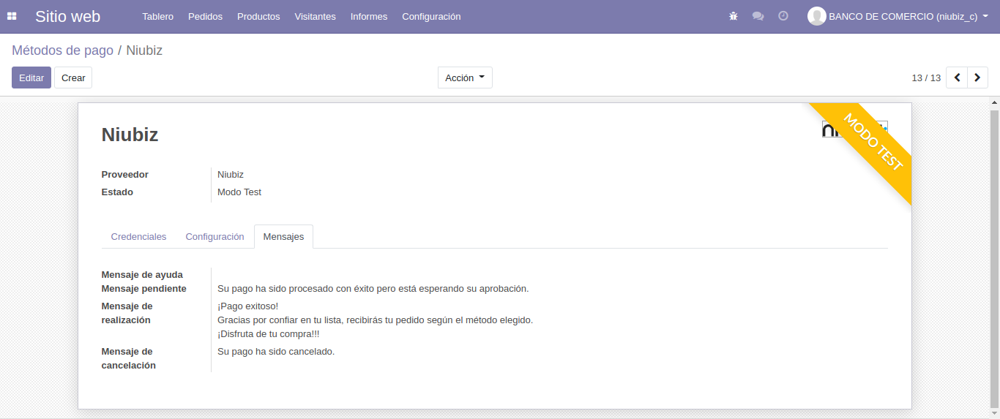 Sitio web
Tablero Pedidos Productos Visitantes Informes Configuración
BANCO DE COMERCIO (niubiz_c)
Métodos de pago / Niubiz
Editar Crear
Acción
13 / 13
Niubiz
MODO TEST
Proveedor Niubiz
Estado Modo Test
Credenciales Configuración Mensajes
Mensaje de ayuda
Mensaje pendiente Su pago ha sido procesado con éxito pero está esperando su aprobación.
Mensaje de ¡Pago exitoso!
realización Gracias por confiar en tu lista, recibirás tu pedido según el método elegido.
¡Disfruta de tu compra!!!
Mensaje de Su pago ha sido cancelado.
cancelación